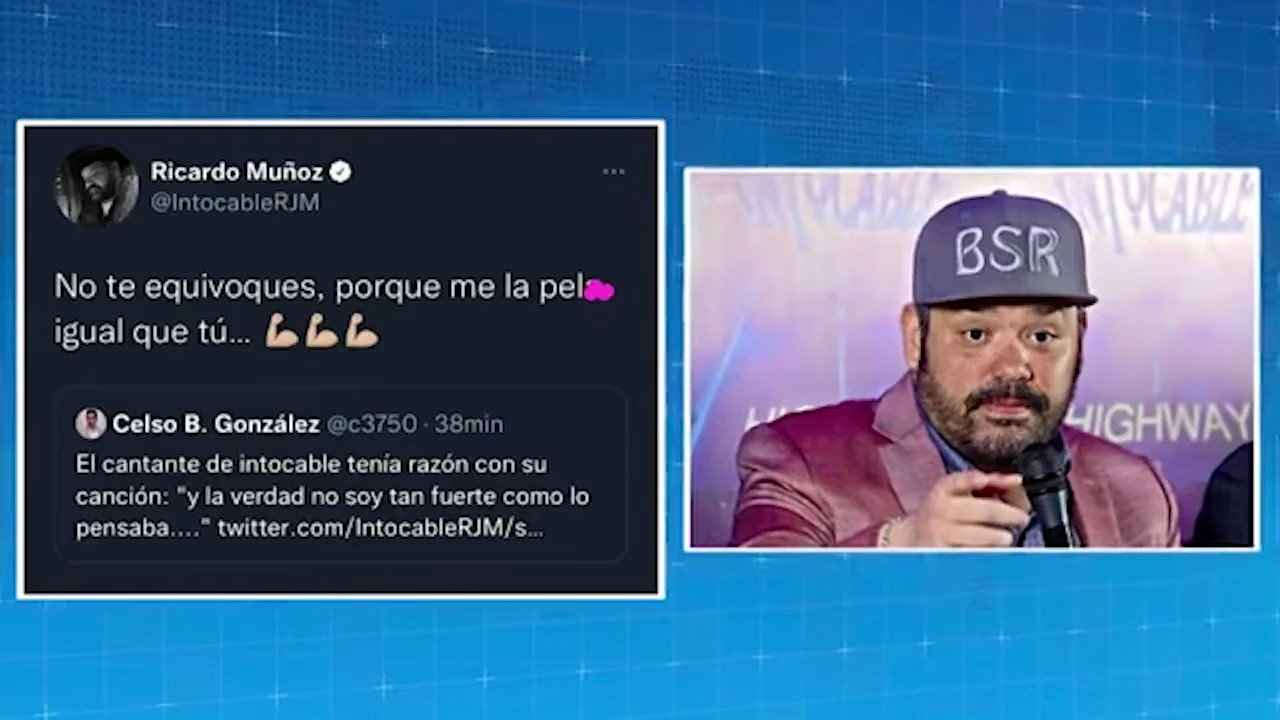 Ricardo Muñoz
@IntocableRJM
No te equivoques, porque me la pel
igual que tú... 💪🏼💪🏼💪🏼
Celso B. González @c3750 · 38min
El cantante de intocable tenía razón con su
canción: "y la verdad no soy tan fuerte como lo
pensaba...." twitter.com/IntocableRJM/s...
INTOCABLE INTOCABLE
BSR
HIGHWAY